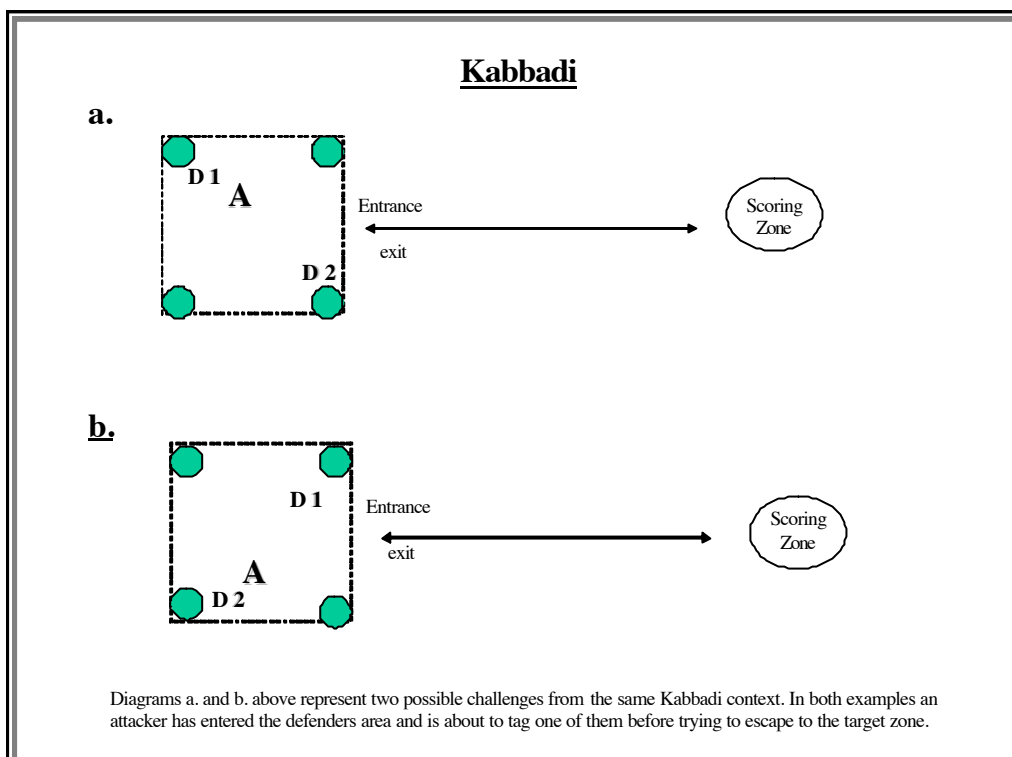 Kabbadi
a.
D 1
A
Entrance
Scoring
Zone
exit
D 2
b.
D 1
Entrance
Scoring
Zone
exit
A
D 2
Diagrams a. and b. above represent two possible challenges from the same Kabbadi context. In both examples an
attacker has entered the defenders area and is about to tag one of them before trying to escape to the target zone.